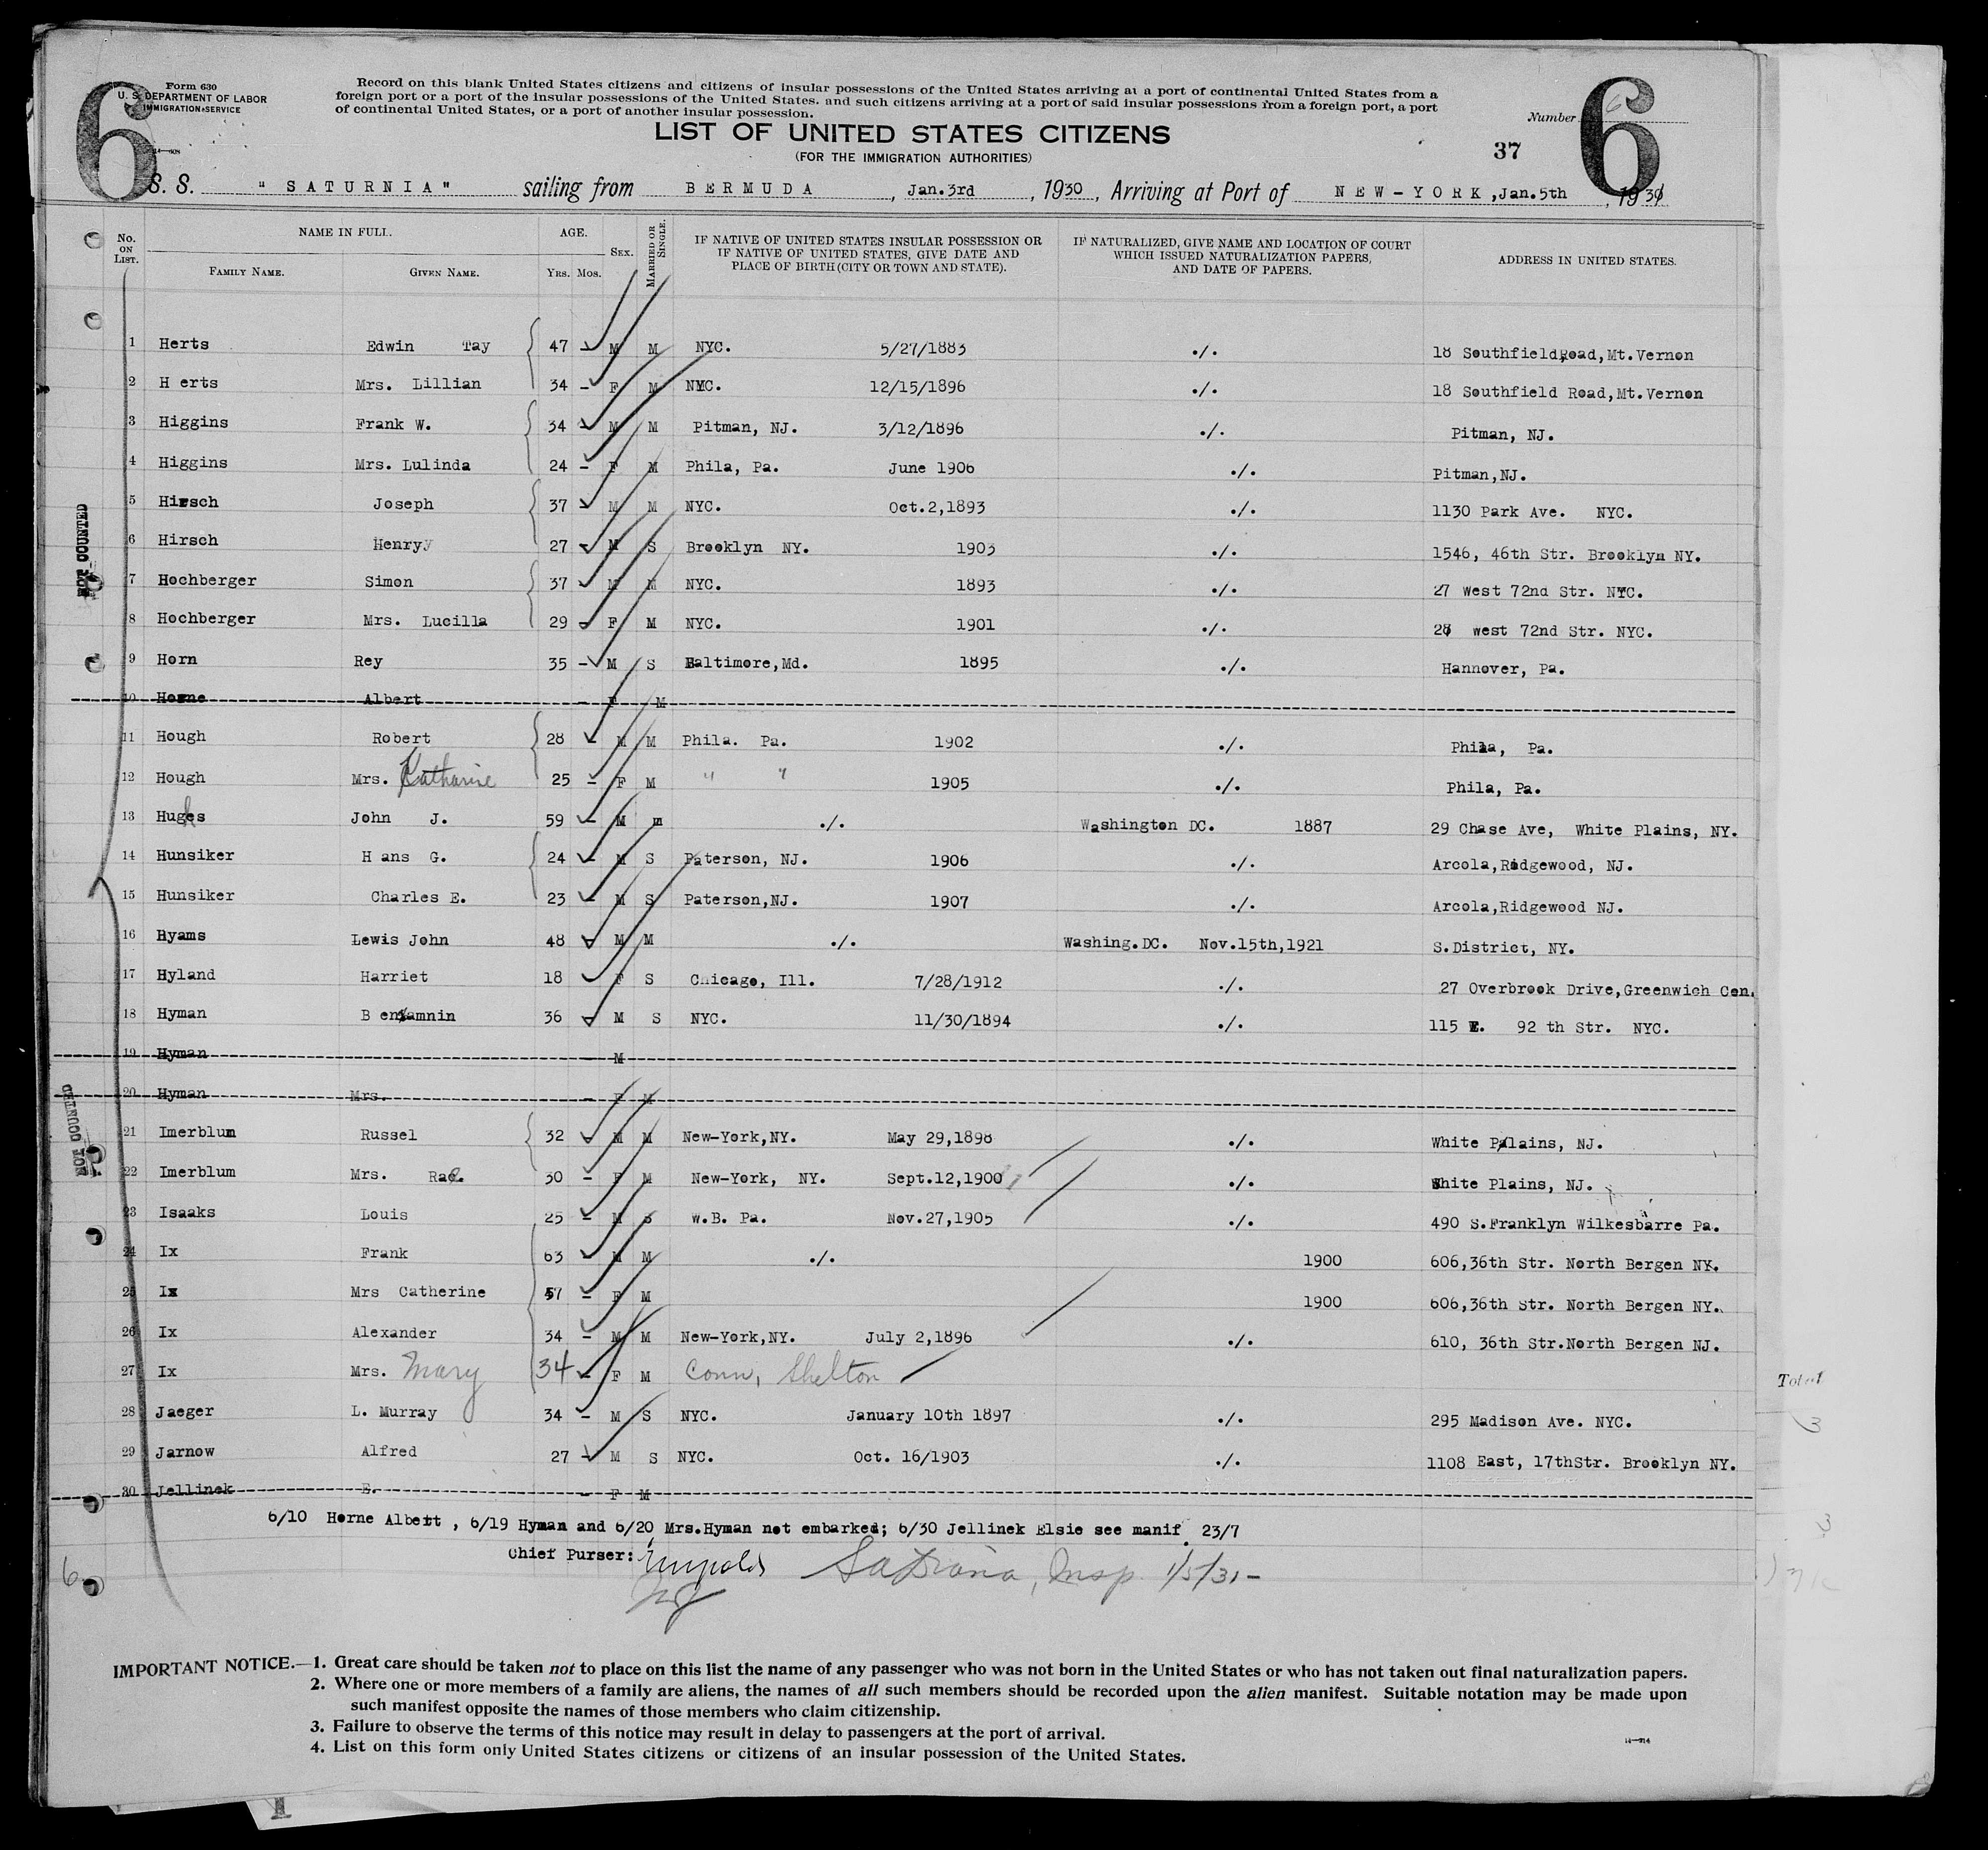 Form 630
U. S. DEPARTMENT OF LABOR
IMMIGRATION SERVICE
Record on this blank United States citizens and citizens of insular possessions of the United States arriving at a port of continental United States from a
foreign port or a port of the insular possessions of the United States. and such citizens arriving at a port of said insular possessions from a foreign port, a port
of continental United States, or a port of another insular possession.
6
6
Number 6
LIST OF UNITED STATES CITIZENS
(FOR THE IMMIGRATION AUTHORITIES)
37
S. S. "SATURNIA" sailing from BERMUDA, Jan.3rd, 1930, Arriving at Port of NEW-YORK, Jan.5th, 1931
No. ON LIST. NAME IN FULL. FAMILY NAME. GIVEN NAME. AGE. YRS. MOS. SEX. MARRIED OR SINGLE. IF NATIVE OF UNITED STATES INSULAR POSSESSION OR IF NATIVE OF UNITED STATES, GIVE DATE AND PLACE OF BIRTH (CITY OR TOWN AND STATE). IF NATURALIZED, GIVE NAME AND LOCATION OF COURT WHICH ISSUED NATURALIZATION PAPERS, AND DATE OF PAPERS. ADDRESS IN UNITED STATES.
1 Herts Edwin Tay 47 - M M NYC. 5/27/1883 ./. 18 Southfield Road,Mt.Vernon
2 H erts Mrs. Lillian 34 - F M NYC. 12/15/1896 ./. 18 Southfield Road,Mt.Vernon
3 Higgins Frank W. 34 - M M Pitman, NJ. 3/12/1896 ./. Pitman, NJ.
4 Higgins Mrs. Lulinda 24 - F M Phila, Pa. June 1906 ./. Pitman,NJ.
5 Hirsch Joseph 37 - M M NYC. Oct.2,1893 ./. 1130 Park Ave. NYC.
6 Hirsch Henry 27 - M S Brooklyn NY. 1903 ./. 1546, 46th Str. Brooklyn NY.
7 Hochberger Simon 37 - M M NYC. 1893 ./. 27 West 72nd Str. NYC.
8 Hochberger Mrs. Lucilla 29 - F M NYC. 1901 ./. 27 west 72nd Str. NYC.
9 Horn Rey 35 - M S Baltimore,Md. 1895 ./. Hannover, Pa.
10 Horne Albert - F M
11 Hough Robert 28 - M M Phila. Pa. 1902 ./. Phila, Pa.
12 Hough Mrs. Katharine 25 - F M " " 1905 ./. Phila, Pa.
13 Hughes John J. 59 - M m ./. Washington DC. 1887 29 Chase Ave, White Plains, NY.
14 Hunsiker H ans G. 24 - M S Paterson, NJ. 1906 ./. Arcola,Ridgewood, NJ.
15 Hunsiker Charles E. 23 - M S Paterson,NJ. 1907 ./. Arcola,Ridgewood NJ.
16 Hyams Lewis John 48 - M M ./. Washing.DC. Nov.15th,1921 S.District, NY.
17 Hyland Harriet 18 F S Chicago, Ill. 7/28/1912 ./. 27 Overbrook Drive,Greenwich Con.
18 Hyman B enjamnin 36 - M S NYC. 11/30/1894 ./. 115 E. 92 th Str. NYC.
19 Hyman - M
20 Hyman Mrs. - F M
21 Imerblum Russel 32 - M M New-York,NY. May 29,1898 ./. White Plains, NJ.
22 Imerblum Mrs. Rae. 30 - F M New-York, NY. Sept.12,1900 ./. White Plains, NJ.
23 Isaaks Louis 25 - M S W.B. Pa. Nov.27,1905 ./. 490 S.Franklyn Wilkesbarre Pa.
24 Ix Frank 63 - M M ./. 1900 606,36th Str. North Bergen NY.
25 Ix Mrs Catherine 57 - F M 1900 606,36th Str. North Bergen NY.
26 Ix Alexander 34 - M M New-York,NY. July 2,1896 ./. 610, 36th Str.North Bergen NJ.
27 Ix Mrs. Mary 34 - F M Conn, Shelton
28 Jaeger L. Murray 34 - M S NYC. January 10th 1897 ./. 295 Madison Ave. NYC.
29 Jarnow Alfred 27 - M S NYC. Oct. 16/1903 ./. 1108 East, 17thStr. Brooklyn NY.
30 Jellinek E. - F M
NOT COUNTED
NOT COUNTED
Total
3
3
6/10 Horne Albert , 6/19 Hyman and 6/20 Mrs.Hyman not embarked; 6/30 Jellinek Elsie see manif. 23/7
Chief Purser:
Insp 1/5/31-
6
IMPORTANT NOTICE.—1. Great care should be taken not to place on this list the name of any passenger who was not born in the United States or who has not taken out final naturalization papers.
2. Where one or more members of a family are aliens, the names of all such members should be recorded upon the alien manifest. Suitable notation may be made upon
such manifest opposite the names of those members who claim citizenship.
3. Failure to observe the terms of this notice may result in delay to passengers at the port of arrival.
4. List on this form only United States citizens or citizens of an insular possession of the United States.